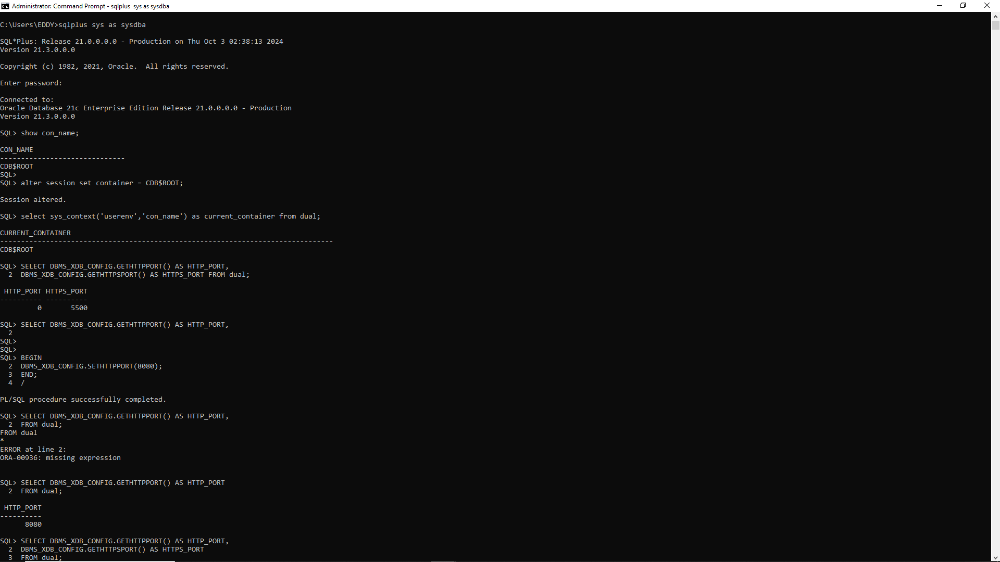 Administrator: Command Prompt - sqlplus  sys as sysdba
C:\Users\EDDY>sqlplus sys as sysdba
SQL*Plus: Release 21.0.0.0.0 - Production on Thu Oct 3 02:38:13 2024
Version 21.3.0.0.0
Copyright (c) 1982, 2021, Oracle.  All rights reserved.
Enter password:
Connected to:
Oracle Database 21c Enterprise Edition Release 21.0.0.0.0 - Production
Version 21.3.0.0.0
SQL> show con_name;
CON_NAME
------------------------------
CDB$ROOT
SQL>
SQL> alter session set container = CDB$ROOT;
Session altered.
SQL> select sys_context('userenv','con_name') as current_container from dual;
CURRENT_CONTAINER
--------------------------------------------------------------------------------
CDB$ROOT
SQL> SELECT DBMS_XDB_CONFIG.GETHTTPPORT() AS HTTP_PORT,
  2  DBMS_XDB_CONFIG.GETHTTPSPORT() AS HTTPS_PORT FROM dual;
 HTTP_PORT HTTPS_PORT
---------- ----------
         0       5500
SQL> SELECT DBMS_XDB_CONFIG.GETHTTPPORT() AS HTTP_PORT,
  2
SQL>
SQL>
SQL> BEGIN
  2  DBMS_XDB_CONFIG.SETHTTPPORT(8080);
  3  END;
  4  /
PL/SQL procedure successfully completed.
SQL> SELECT DBMS_XDB_CONFIG.GETHTTPPORT() AS HTTP_PORT,
  2  FROM dual;
FROM dual
*
ERROR at line 2:
ORA-00936: missing expression
SQL> SELECT DBMS_XDB_CONFIG.GETHTTPPORT() AS HTTP_PORT
  2  FROM dual;
 HTTP_PORT
----------
      8080
SQL> SELECT DBMS_XDB_CONFIG.GETHTTPPORT() AS HTTP_PORT,
  2  DBMS_XDB_CONFIG.GETHTTPSPORT() AS HTTPS_PORT
  3  FROM dual;